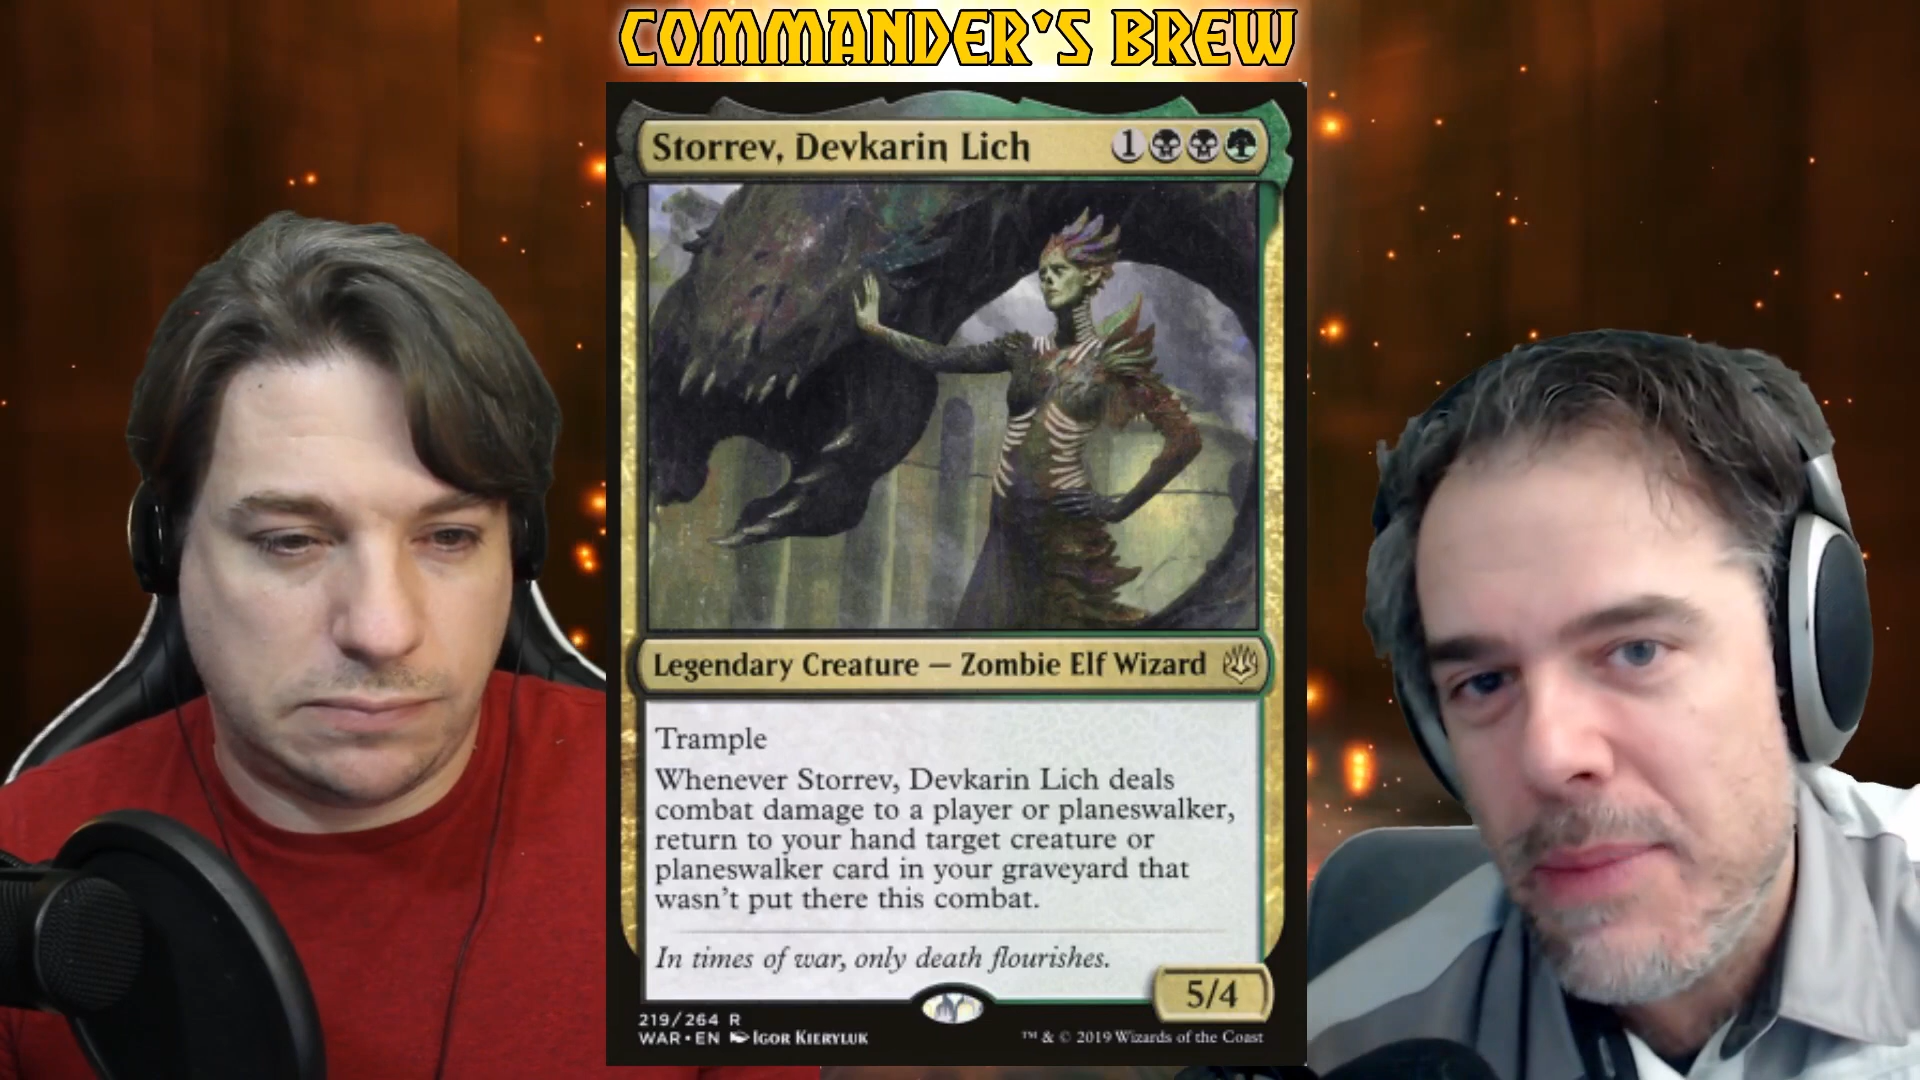 COMMANDER'S BREW
Storrev, Devkarin Lich 1
Legendary Creature — Zombie Elf Wizard
Trample
Whenever Storrev, Devkarin Lich deals
combat damage to a player or planeswalker,
return to your hand target creature or
planeswalker card in your graveyard that
wasn't put there this combat.
In times of war, only death flourishes.
5/4
219/264 R
WAR • EN Igor Kieryluk
™ & © 2019 Wizards of the Coast